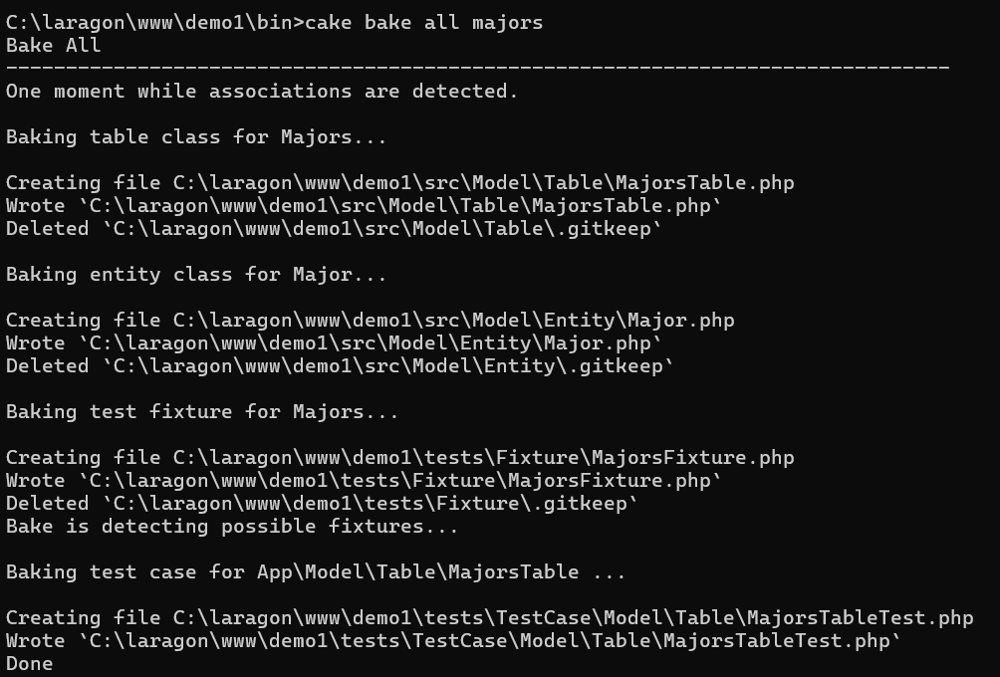 C:\laragon\www\demo1\bin>cake bake all majors
Bake All
-------------------------------------------------------------------------------
One moment while associations are detected.
Baking table class for Majors...
Creating file C:\laragon\www\demo1\src\Model\Table\MajorsTable.php
Wrote `C:\laragon\www\demo1\src\Model\Table\MajorsTable.php`
Deleted `C:\laragon\www\demo1\src\Model\Table\.gitkeep`
Baking entity class for Major...
Creating file C:\laragon\www\demo1\src\Model\Entity\Major.php
Wrote `C:\laragon\www\demo1\src\Model\Entity\Major.php`
Deleted `C:\laragon\www\demo1\src\Model\Entity\.gitkeep`
Baking test fixture for Majors...
Creating file C:\laragon\www\demo1\tests\Fixture\MajorsFixture.php
Wrote `C:\laragon\www\demo1\tests\Fixture\MajorsFixture.php`
Deleted `C:\laragon\www\demo1\tests\Fixture\.gitkeep`
Bake is detecting possible fixtures...
Baking test case for App\Model\Table\MajorsTable ...
Creating file C:\laragon\www\demo1\tests\TestCase\Model\Table\MajorsTableTest.php
Wrote `C:\laragon\www\demo1\tests\TestCase\Model\Table\MajorsTableTest.php`
Done